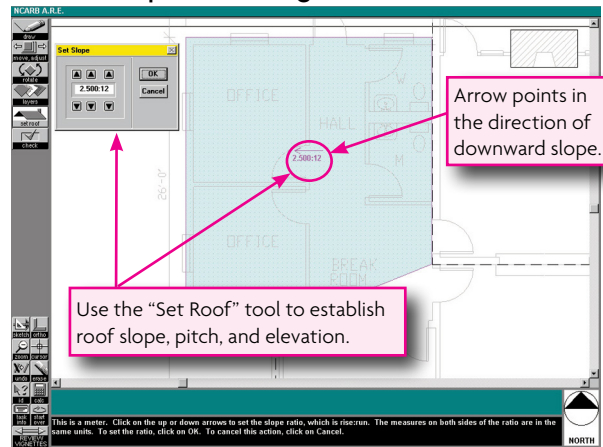 NCARB A.R.E.
draw
move, adjust
rotate
layers
set roof
check
Set Slope
2.500:12
OK
Cancel
OFFICE
HALL
W
M
2.500:12
26'-0"
OFFICE
BREAK
ROOM
Arrow points in
the direction of
downward slope.
Use the “Set Roof” tool to establish
roof slope, pitch, and elevation.
sketch ortho
zoom cursor
undo erase
id calc
task info start over
REVIEW
VIGNETTES
This is a meter. Click on the up or down arrows to set the slope ratio, which is rise:run. The measures on both sides of the ratio are in the
same units. To set the ratio, click on OK. To cancel this action, click on Cancel.
NORTH